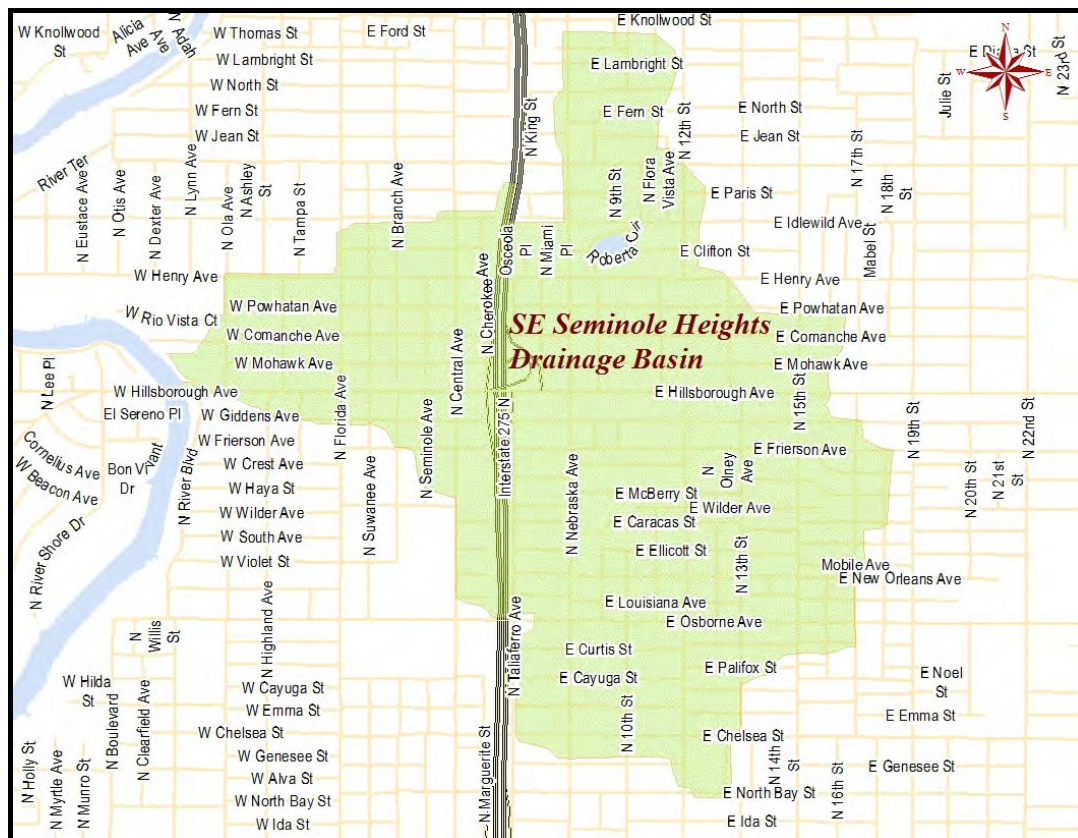 W Knollwood
St
Alicia
Ave
Ave
N Adah
W Thomas St
E Ford St
E Knollwood St
W Lambright St
E Lambright St
N
W
E
S
N 23rd St
Julie St
W North St
W Fern St
W Jean St
N King St
E Fern St
N 12th St
E North St
E Jean St
River Ter
N Eustace Ave
N Otis Ave
N Dexter Ave
N Lynn Ave
N Ola Ave
N Ashley
St
N Tampa St
N Branch Ave
N 9th St
N Flora
Vista Ave
E Paris St
N 17th St
N 18th
St
E Idlewild Ave
Mabel St
Osceola
Pl
N Miami
Pl
Roberta Cir
E Clifton St
W Henry Ave
N Cherokee Ave
E Henry Ave
W Rio Vista Ct
W Powhatan Ave
E Powhatan Ave
W Comanche Ave
N Central Ave
SE Seminole Heights
Drainage Basin
E Comanche Ave
N Lee Pl
W Mohawk Ave
E Mohawk Ave
W Hillsborough Ave
E Hillsborough Ave
N 15th St
El Sereno Pl
W Giddens Ave
N Florida Ave
N Seminole Ave
Interstate 275 N
N 19th St
N 22nd St
Cornelius Ave
W Beacon Ave
Bon V
Dr
vant
N River Blvd
W Frierson Ave
E Frierson Ave
W Crest Ave
N Suwanee Ave
N Nebraska Ave
N
Olney
Ave
N 20th St
N 21st
St
W Haya St
E McBerry St
W Wilder Ave
E Wilder Ave
N River Shore Dr
W South Ave
E Caracas St
W Violet St
E Ellicott St
N 13th St
Mobile Ave
E New Orleans Ave
N
Willis
St
N Highland Ave
N Taliaferro Ave
E Louisiana Ave
E Osborne Ave
E Curtis St
E Palifox St
W Hilda
St
N Boulevard
N Clearfield Ave
W Cayuga St
E Cayuga St
E Noel
St
W Emma St
E Emma St
N Holly St
N Myrtle Ave
N Munro St
W Chelsea St
N Marguerite St
N 10th St
E Chelsea St
W Genesee St
N 14th
St
N 16th St
E Genesee St
W Alva St
W North Bay St
E North Bay St
W Ida St
E Ida St